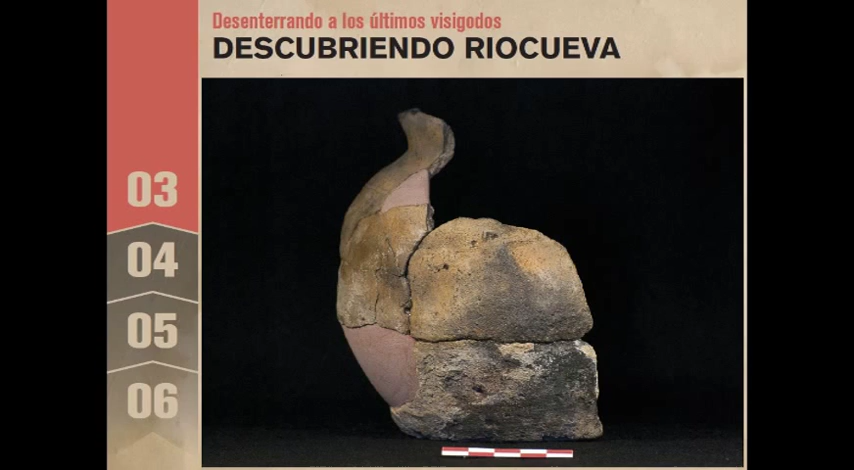 Desenterrando a los últimos visigodos
DESCUBRIENDO RIOCUEVA
03
04
05
06